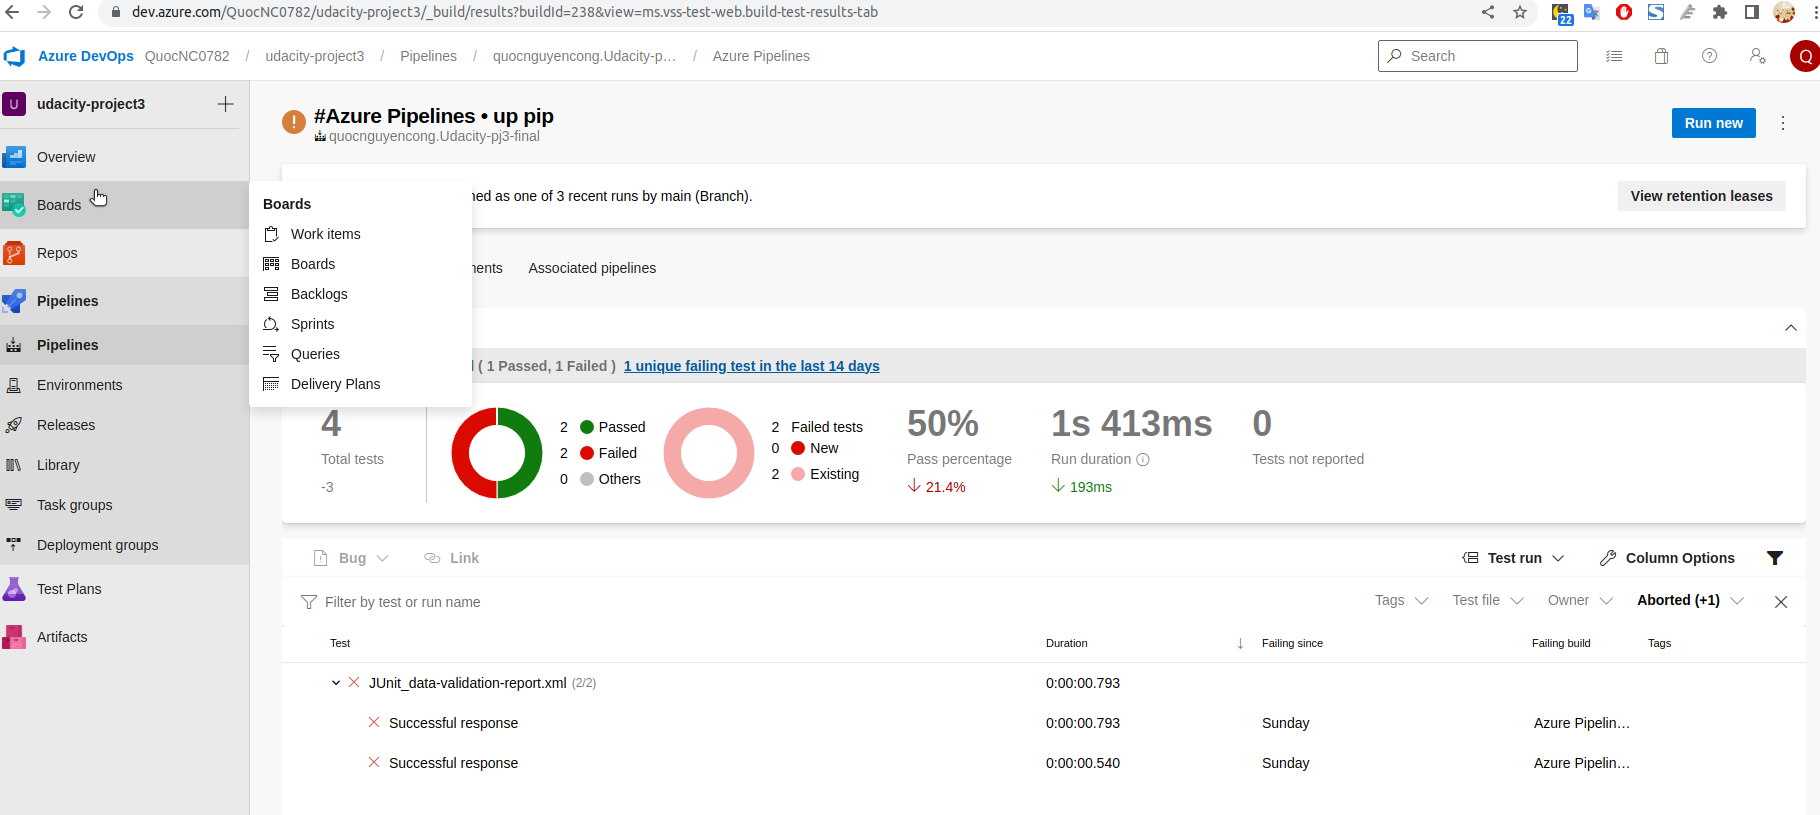 dev.azure.com/QuocNC0782/udacity-project3/_build/results?buildId=238&view=ms.vss-test-web.build-test-results-tab
22
Azure DevOps QuocNC0782 / udacity-project3 / Pipelines / quocnguyencong.Udacity-p... / Azure Pipelines
Search
Q
U udacity-project3
Overview
Boards
Repos
Pipelines
Pipelines
Environments
Releases
Library
Task groups
Deployment groups
Test Plans
Artifacts
Boards
Work items
Boards
Backlogs
Sprints
Queries
Delivery Plans
#Azure Pipelines • up pip
quocnguyencong.Udacity-pj3-final
Run new
ned as one of 3 recent runs by main (Branch).
View retention leases
nents Associated pipelines
( 1 Passed, 1 Failed ) 1 unique failing test in the last 14 days
4
Total tests
-3
2 Passed
2 Failed
0 Others
2 Failed tests
0 New
2 Existing
50%
Pass percentage
21.4%
1s 413ms
Run duration
193ms
0
Tests not reported
Bug Link Test run Column Options
Filter by test or run name Tags Test file Owner Aborted (+1)
Test Duration Failing since Failing build Tags
JUnit_data-validation-report.xml (2/2) 0:00:00.793
Successful response 0:00:00.793 Sunday Azure Pipelin...
Successful response 0:00:00.540 Sunday Azure Pipelin...